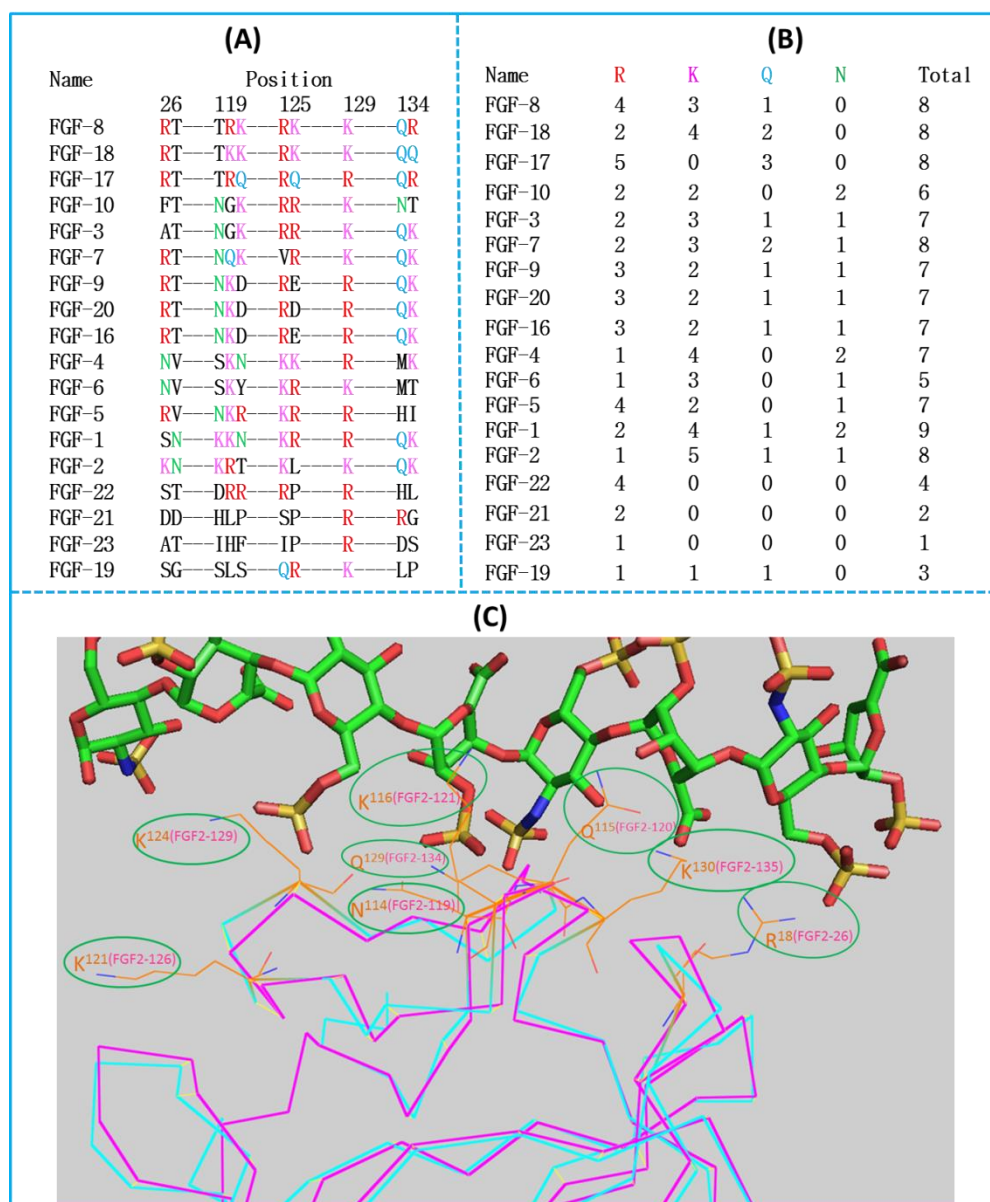 (A)
Name Position
26 119 125 129 134
FGF-8 RT---TRK---RK----K----QR
FGF-18 RT---TKK---RK----K----QQ
FGF-17 RT---TRQ---RQ----R----QR
FGF-10 FT---NGK---RR----K----NT
FGF-3 AT---NGK---RR----K----QK
FGF-7 RT---NQK---VR----K----QK
FGF-9 RT---NKD---RE----R----QK
FGF-20 RT---NKD---RD----R----QK
FGF-16 RT---NKD---RE----R----QK
FGF-4 NV---SKN---KK----R----MK
FGF-6 NV---SKY---KR----K----MT
FGF-5 RV---NKR---KR----R----HI
FGF-1 SN---KKN---KR----R----QK
FGF-2 KN---KRT---KL----K----QK
FGF-22 ST---DRR---RP----R----HL
FGF-21 DD---HLP---SP----R----RG
FGF-23 AT---IHF---IP----R----DS
FGF-19 SG---SLS---QR----K----LP
(B)
Name R K Q N Total
FGF-8 4 3 1 0 8
FGF-18 2 4 2 0 8
FGF-17 5 0 3 0 8
FGF-10 2 2 0 2 6
FGF-3 2 3 1 1 7
FGF-7 2 3 2 1 8
FGF-9 3 2 1 1 7
FGF-20 3 2 1 1 7
FGF-16 3 2 1 1 7
FGF-4 1 4 0 2 7
FGF-6 1 3 0 1 5
FGF-5 4 2 0 1 7
FGF-1 2 4 1 2 9
FGF-2 1 5 1 1 8
FGF-22 4 0 0 0 4
FGF-21 2 0 0 0 2
FGF-23 1 0 0 0 1
FGF-19 1 1 1 0 3
(C)
K116(FGF2-121)
K124(FGF2-129)
Q115(FGF2-120)
Q129(FGF2-134)
K130(FGF2-135)
N114(FGF2-119)
R18(FGF2-26)
K121(FGF2-126)